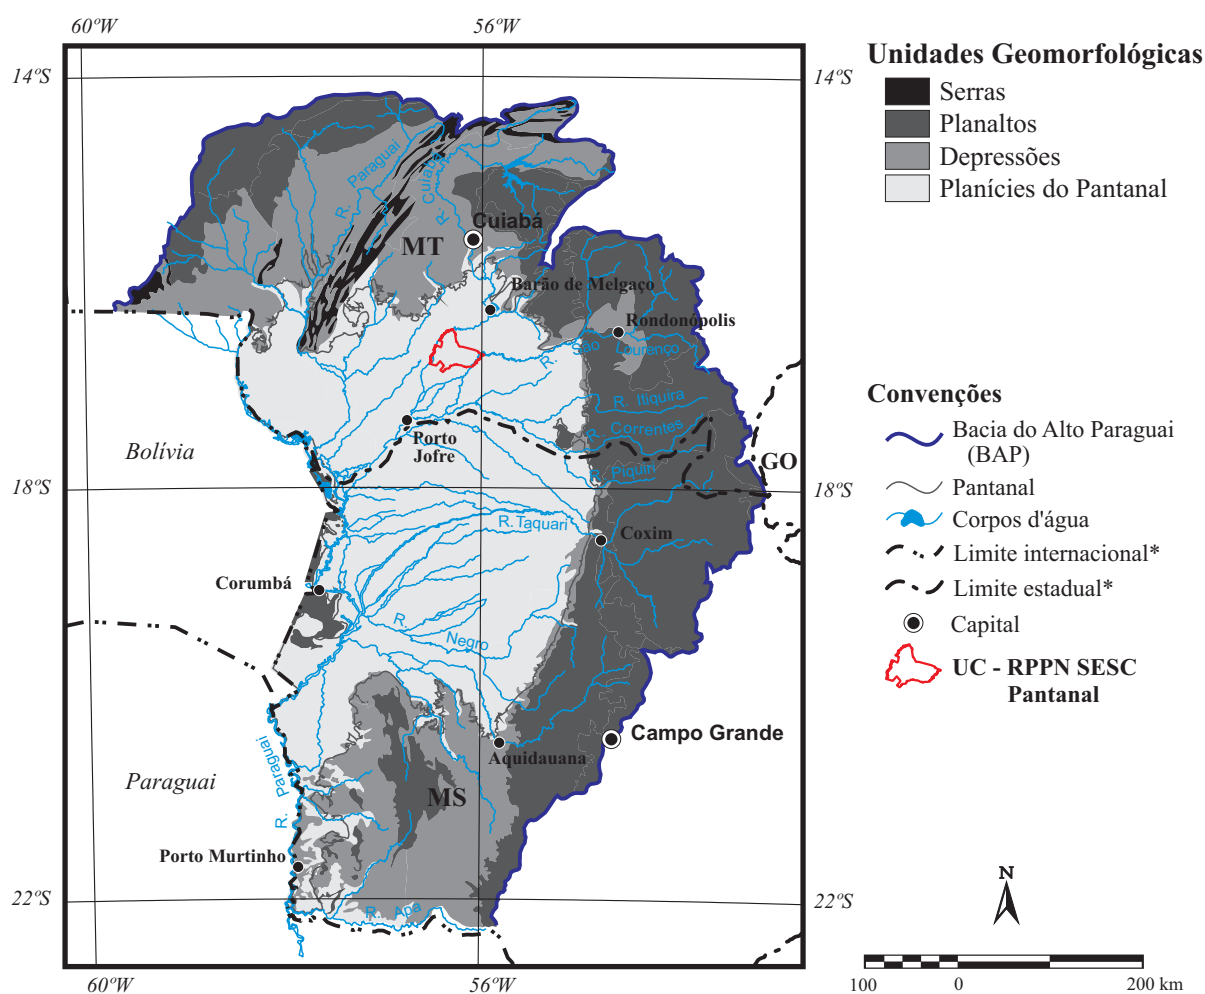 60ºW
56ºW
14ºS
14ºS
Unidades Geomorfológicas
Serras
Planaltos
Depressões
Planícies do Pantanal
R. Paraguai
R. Cuiabá
Cuiabá
MT
Barão de Melgaço
Rondonópolis
R. São Lourenço
R. Itiquira
R. Correntes
Porto
Jofre
R. Piquiri
Bolívia
GO
18ºS
18ºS
R. Taquari
Coxim
Corumbá
R. Negro
Convenções
Bacia do Alto Paraguai
(BAP)
Pantanal
Corpos d'água
Limite internacional*
Limite estadual*
Capital
UC - RPPN SESC
Pantanal
Campo Grande
Aquidauana
R. Paraguai
Paraguai
MS
Porto Murtinho
R. Apa
22ºS
22ºS
N
60ºW
56ºW
100 0 200 km